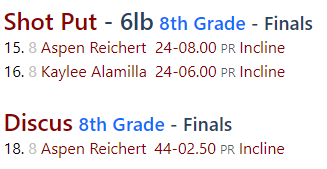 Shot Put - 6lb 8th Grade - Finals
15. 8 Aspen Reichert 24-08.00 PR Incline
16. 8 Kaylee Alamilla 24-06.00 PR Incline
Discus 8th Grade - Finals
18. 8 Aspen Reichert 44-02.50 PR Incline